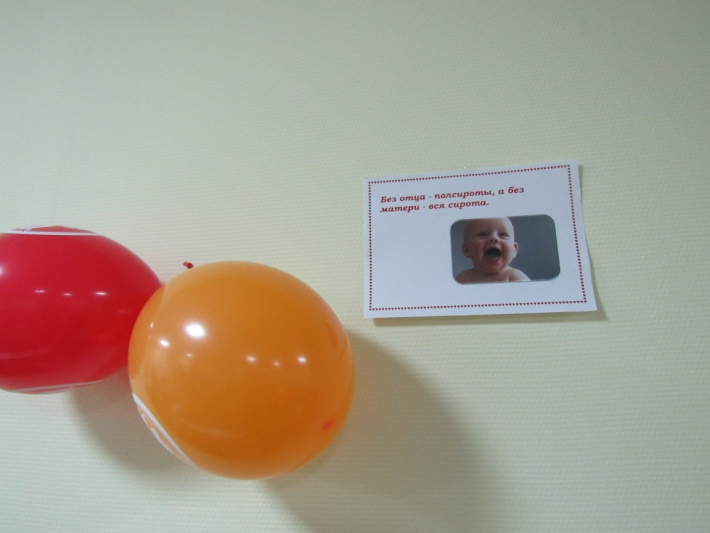 Без отца - полсироты, а без
матери - вся сирота.